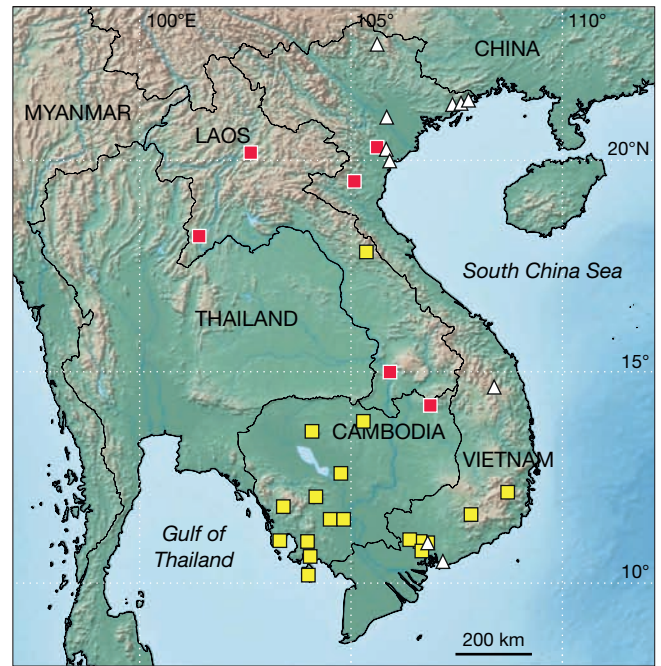 100°E
105°
110°
CHINA
MYANMAR
LAOS
20°N
South China Sea
THAILAND
15°
CAMBODIA
VIETNAM
Gulf of
Thailand
10°
200 km